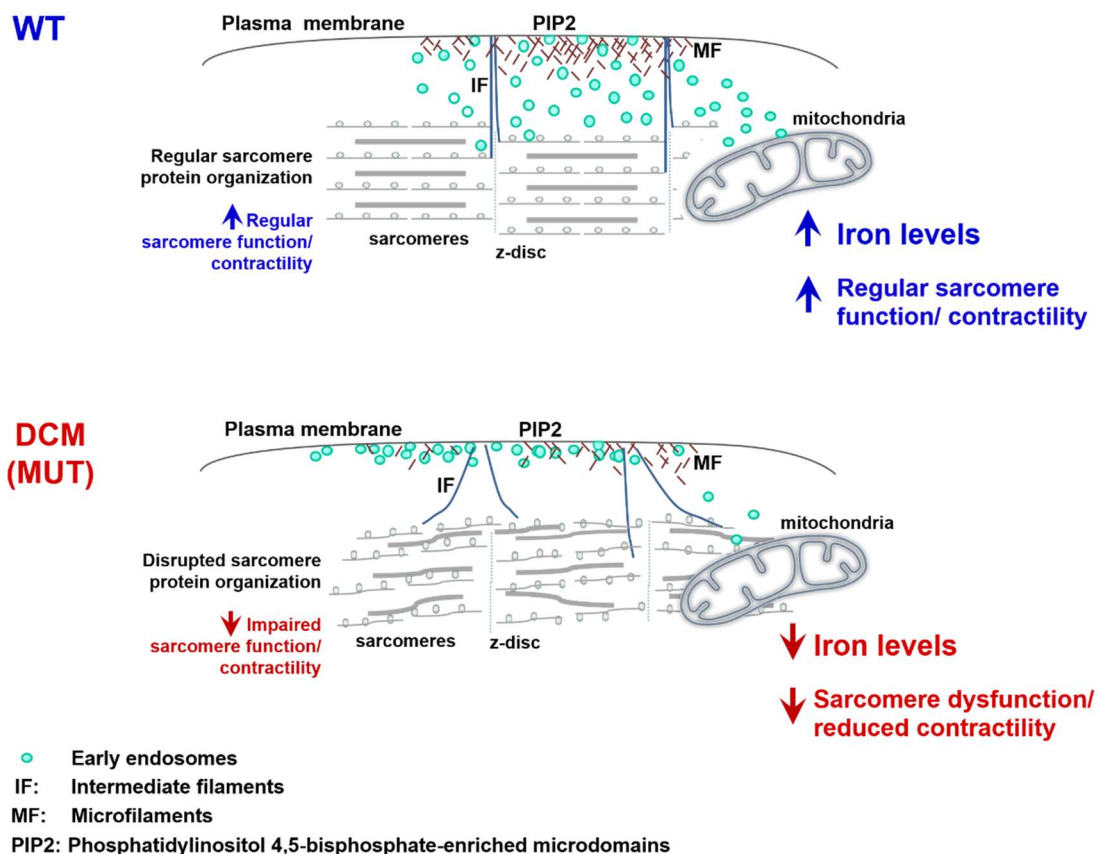 WT
Plasma membrane
PIP2
MF
IF
mitochondria
Regular sarcomere
protein organization
Regular
sarcomere function/
contractility
sarcomeres
z-disc
Iron levels
Regular sarcomere
function/ contractility
DCM
(MUT)
Plasma membrane
PIP2
MF
IF
mitochondria
Disrupted sarcomere
protein organization
Impaired
sarcomere function/
contractility
sarcomeres
z-disc
Iron levels
Sarcomere dysfunction/
reduced contractility
Early endosomes
IF: Intermediate filaments
MF: Microfilaments
PIP2: Phosphatidylinositol 4,5-bisphosphate-enriched microdomains